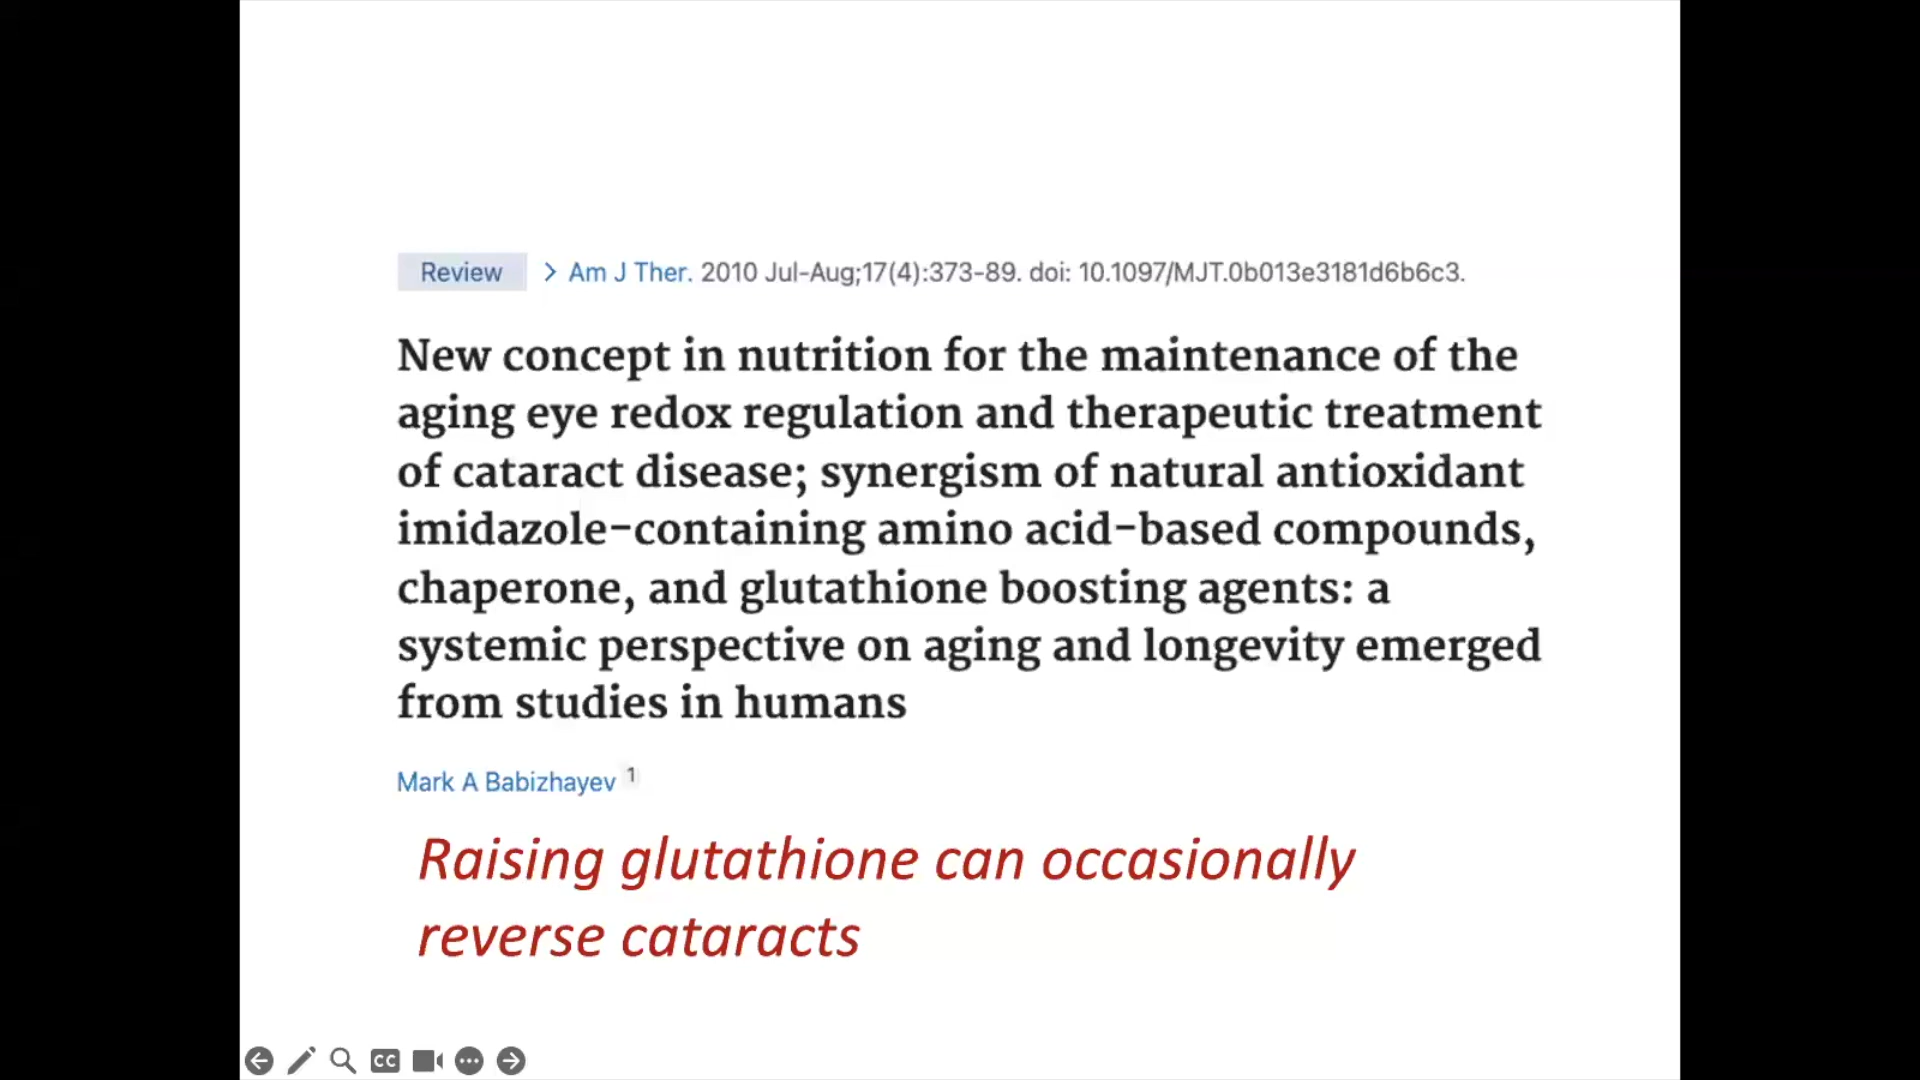 Review > Am J Ther. 2010 Jul-Aug;17(4):373-89. doi: 10.1097/MJT.0b013e3181d6b6c3.
New concept in nutrition for the maintenance of the
aging eye redox regulation and therapeutic treatment
of cataract disease; synergism of natural antioxidant
imidazole-containing amino acid-based compounds,
chaperone, and glutathione boosting agents: a
systemic perspective on aging and longevity emerged
from studies in humans
Mark A Babizhayev 1
Raising glutathione can occasionally
reverse cataracts
CC